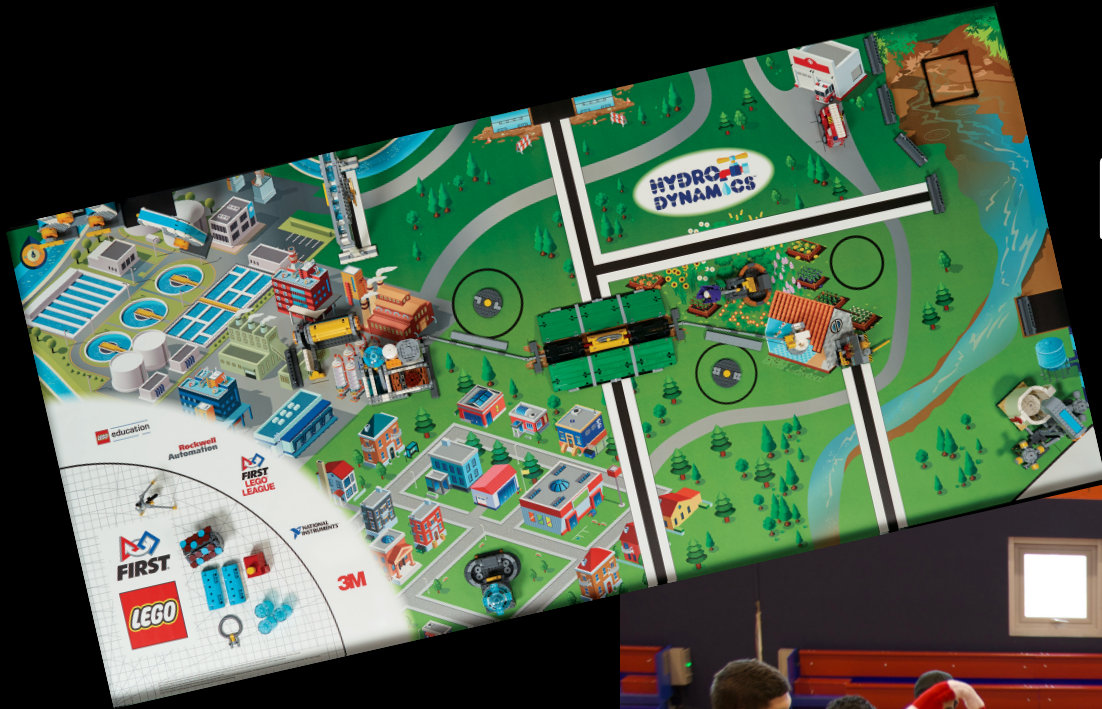 HYDRO
DYNAMICS
education
Rockwell
Automation
FIRST
LEGO
LEAGUE
NATIONAL
INSTRUMENTS
3M
FIRST
LEGO